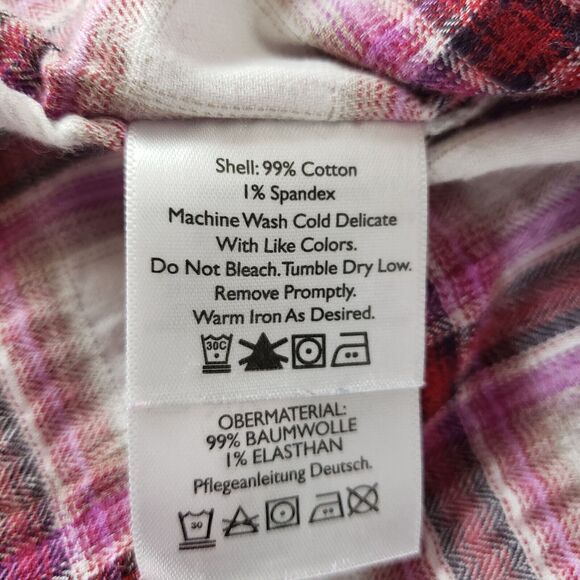 Shell: 99% Cotton
1% Spandex
Machine Wash Cold Delicate
With Like Colors.
Do Not Bleach. Tumble Dry Low.
Remove Promptly.
Warm Iron As Desired.
30C
OBERMATERIAL:
99% BAUMWOLLE
1% ELASTHAN
Pflegeanleitung Deutsch.
30